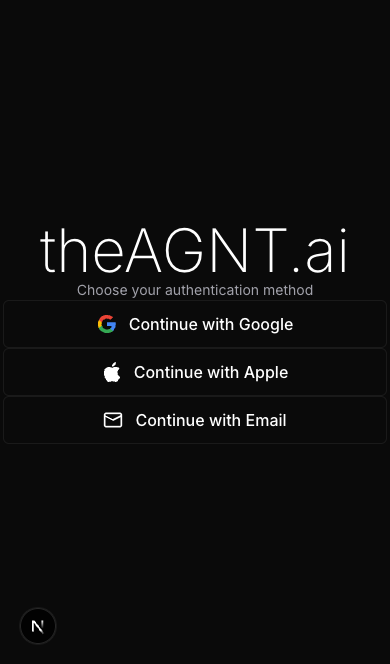 theAGNT.ai
Choose your authentication method
Continue with Google
Continue with Apple
Continue with Email
N